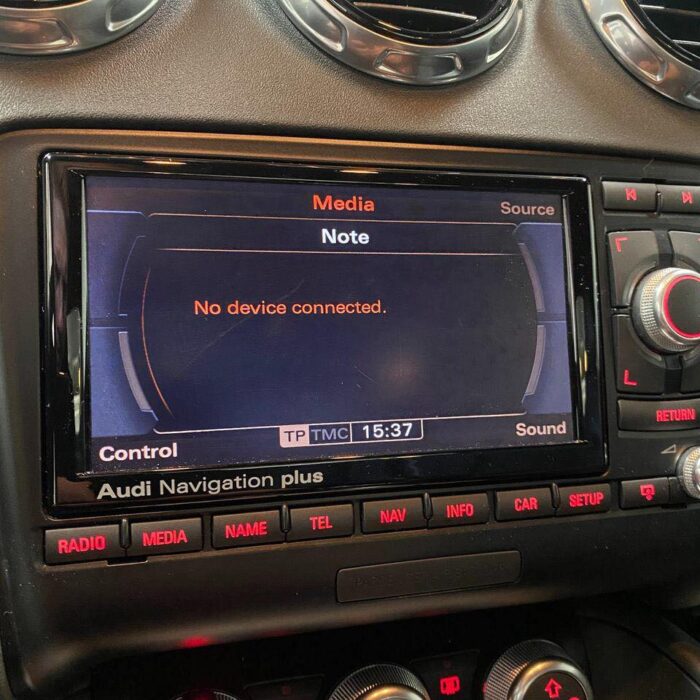 Media
Source
Note
No device connected.
TP TMC 15:37
Control
Sound
Audi Navigation plus
RADIO MEDIA NAME TEL NAV INFO CAR SETUP
RETURN